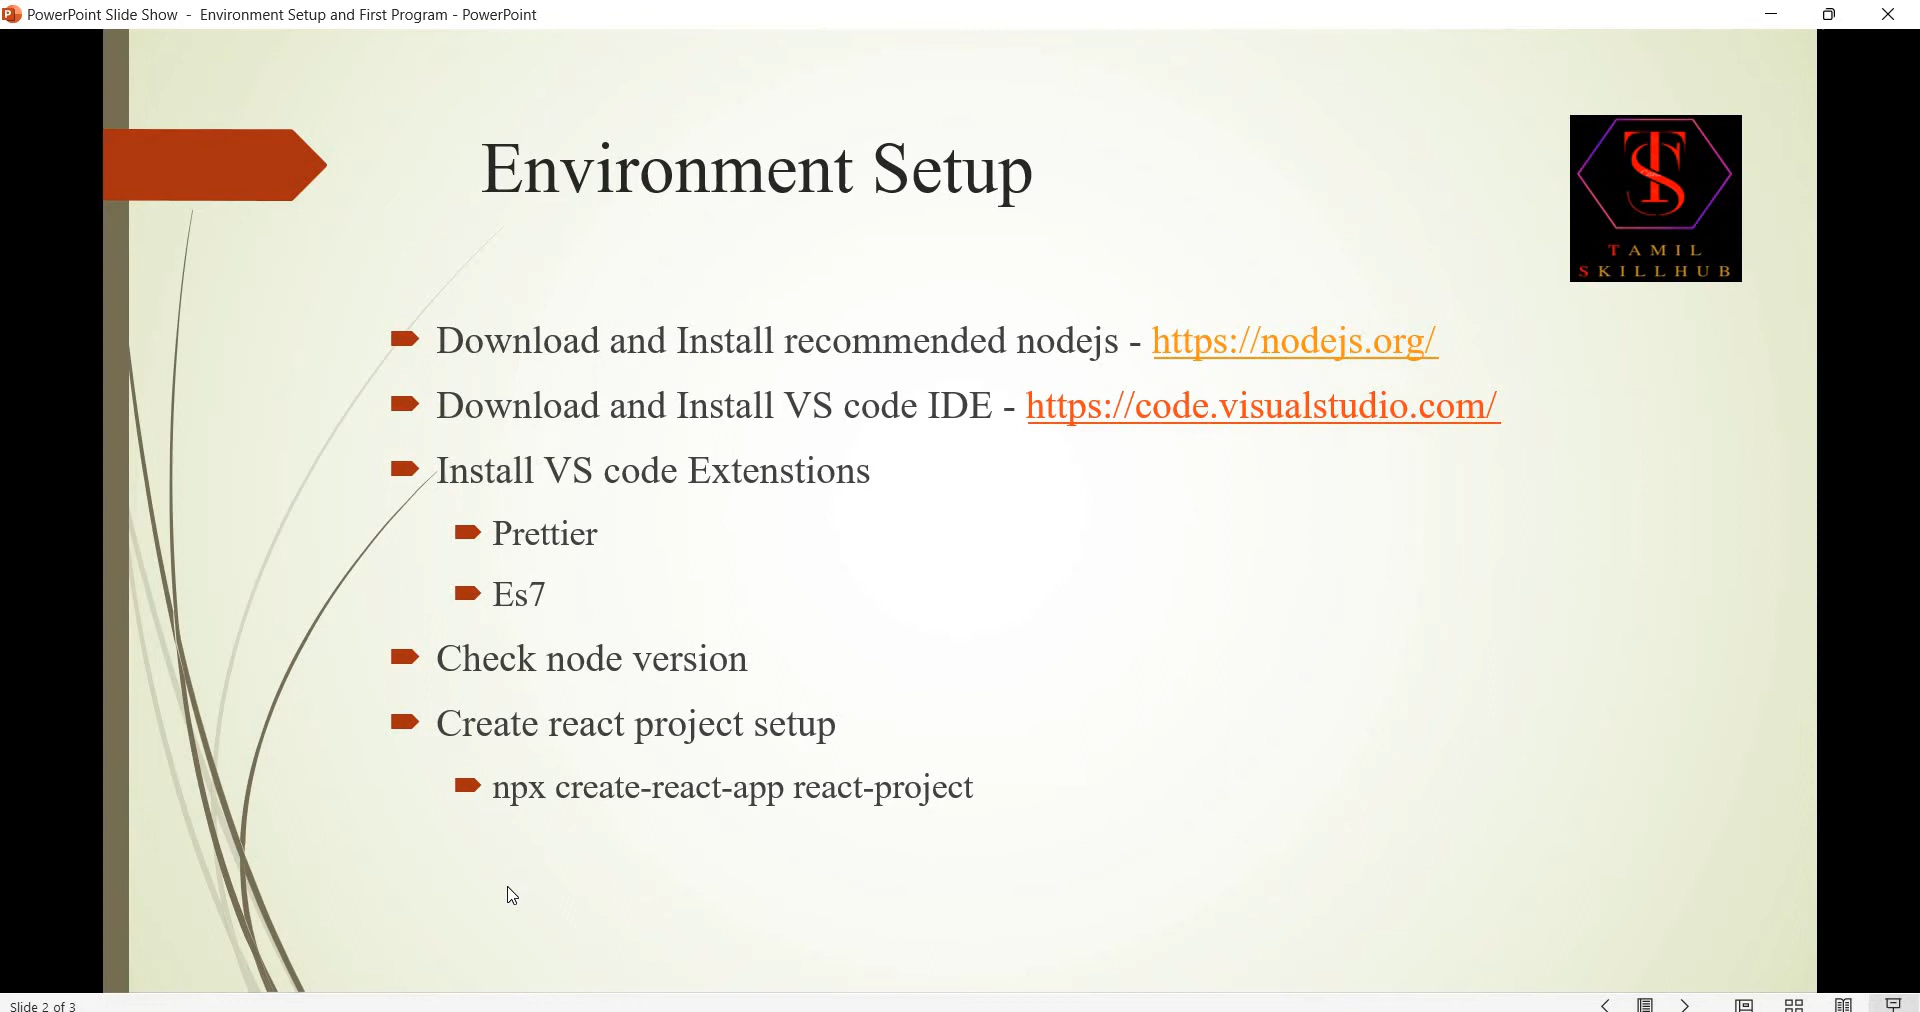 PowerPoint Slide Show - Environment Setup and First Program - PowerPoint
Environment Setup
TAMIL
SKILLHUB
Download and Install recommended nodejs - https://nodejs.org/
Download and Install VS code IDE - https://code.visualstudio.com/
Install VS code Extenstions
Prettier
Es7
Check node version
Create react project setup
npx create-react-app react-project
Slide 2 of 3